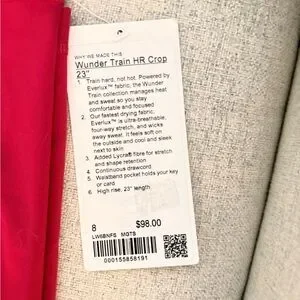 WHY WE MADE THIS
Wunder Train HR Crop
23"
1. Train hard, not hot. Powered by
Everlux™ fabric, the Wunder
Train collection manages heat
and sweat so you stay
comfortable and focused
2. Our fastest drying fabric,
Everlux™ is ultra-breathable,
four-way stretch, and wicks
away sweat. It feels soft on
the outside and cool and sleek
next to skin
3. Added Lycra® fibre for stretch
and shape retention
4. Continuous drawcord
5. Waistband pocket holds your key
or card
6. High rise, 23" length
8 $98.00
LW6BNFS MGTS
000155858191